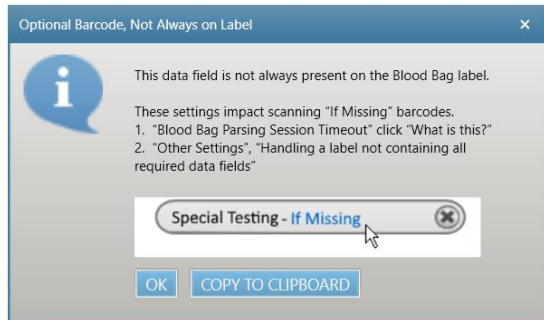 Optional Barcode, Not Always on Label
This data field is not always present on the Blood Bag label.
These settings impact scanning "If Missing" barcodes.
1. "Blood Bag Parsing Session Timeout" click "What is this?"
2. "Other Settings", "Handling a label not containing all
required data fields"
Special Testing - If Missing
OK COPY TO CLIPBOARD